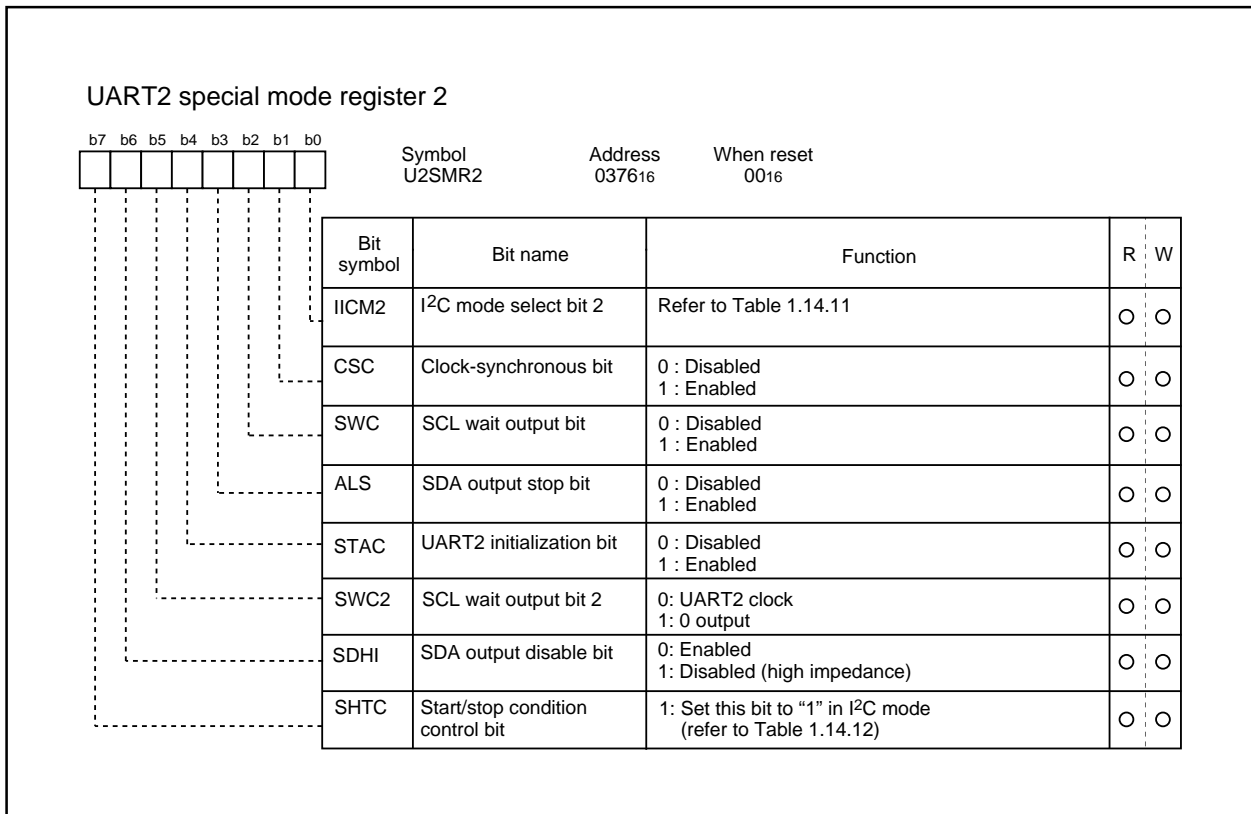 UART2 special mode register 2
b7 b6 b5 b4 b3 b2 b1 b0
Symbol Address When reset
U2SMR2 037616 0016
Bit symbol Bit name Function R W
IICM2 I2C mode select bit 2 Refer to Table 1.14.11
CSC Clock-synchronous bit 0 : Disabled
1 : Enabled
SWC SCL wait output bit 0 : Disabled
1 : Enabled
ALS SDA output stop bit 0 : Disabled
1 : Enabled
STAC UART2 initialization bit 0 : Disabled
1 : Enabled
SWC2 SCL wait output bit 2 0: UART2 clock
1: 0 output
SDHI SDA output disable bit 0: Enabled
1: Disabled (high impedance)
SHTC Start/stop condition control bit 1: Set this bit to “1” in I2C mode
(refer to Table 1.14.12)